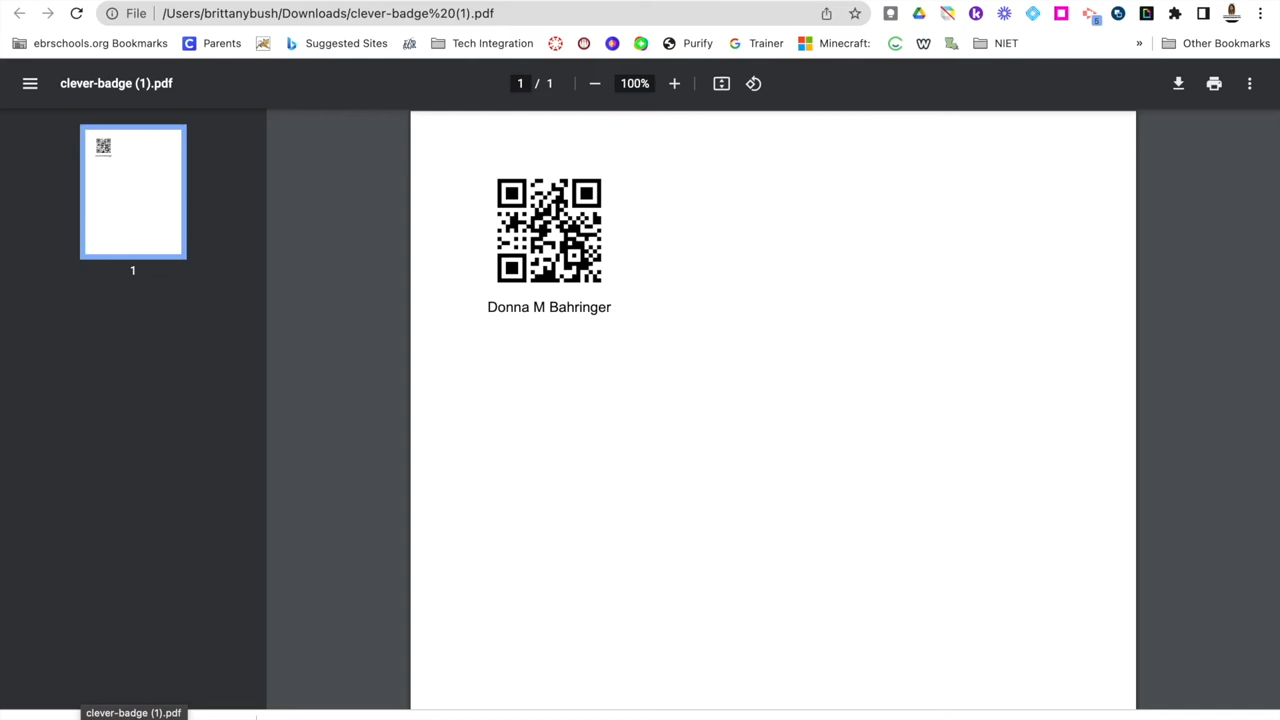 File /Users/brittanybush/Downloads/clever-badge%20(1).pdf
5
ebrschools.org Bookmarks Parents Suggested Sites Tech Integration Purify Trainer Minecraft: NIET » Other Bookmarks
clever-badge (1).pdf 1 / 1 100%
1
Donna M Bahringer
clever-badge (1).pdf